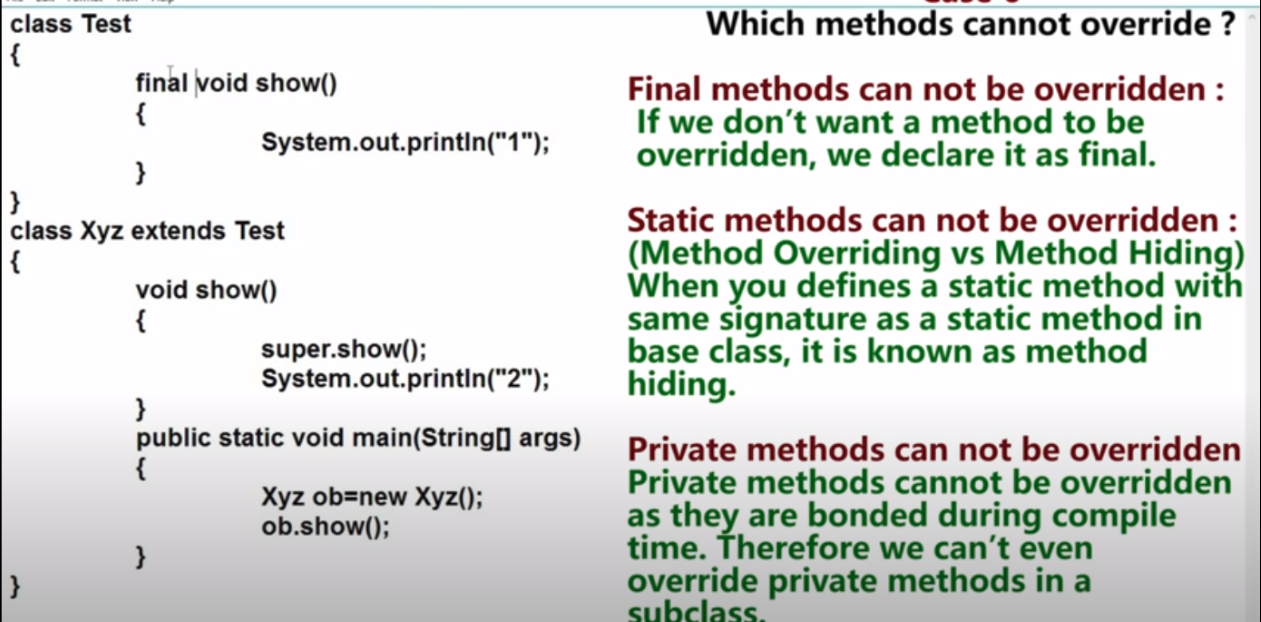 class Test
{
final void show()
{
System.out.println("1");
}
}
class Xyz extends Test
{
void show()
{
super.show();
System.out.println("2");
}
public static void main(String[] args)
{
Xyz ob=new Xyz();
ob.show();
}
}
Which methods cannot override ?
Final methods can not be overridden :
If we don't want a method to be
overridden, we declare it as final.
Static methods can not be overridden :
(Method Overriding vs Method Hiding)
When you defines a static method with
same signature as a static method in
base class, it is known as method
hiding.
Private methods can not be overridden
Private methods cannot be overridden
as they are bonded during compile
time. Therefore we can't even
override private methods in a
subclass.